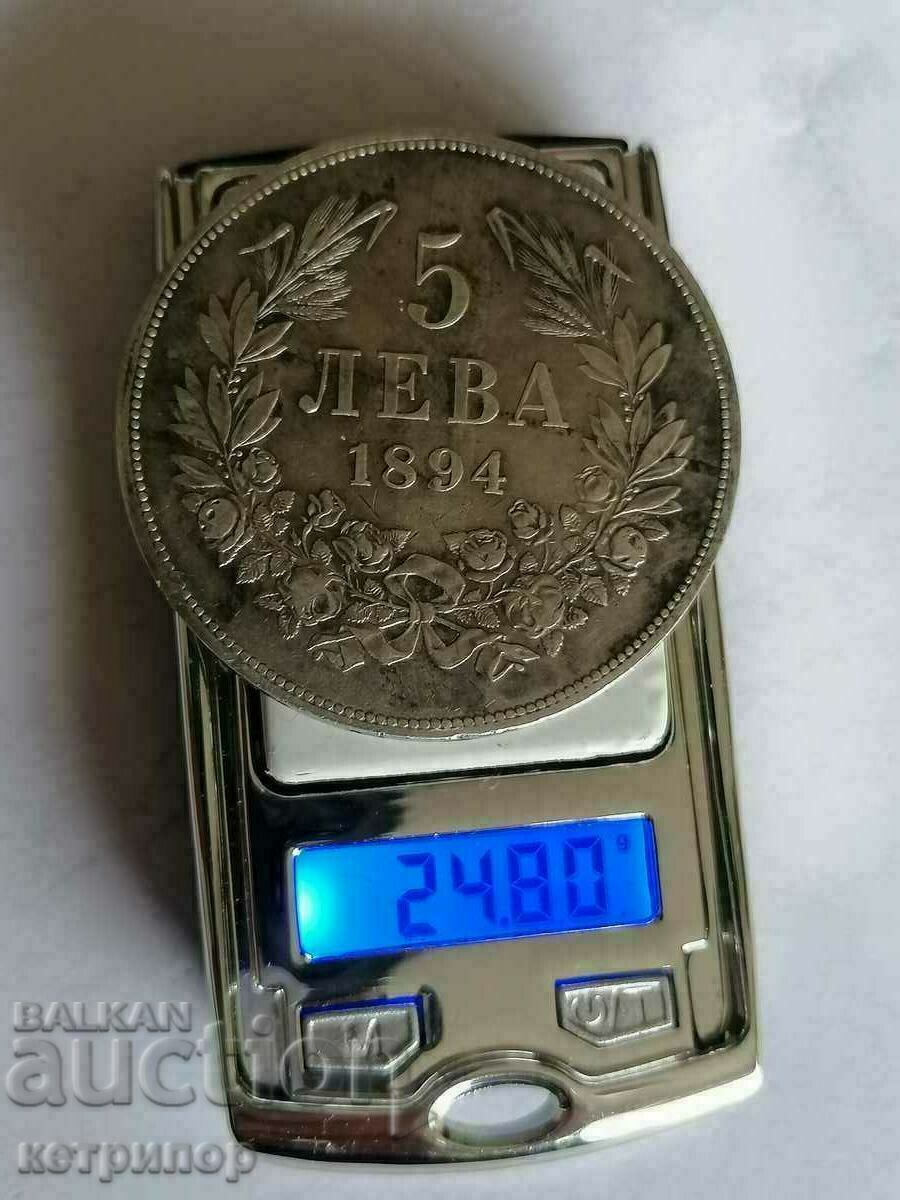 5
ЛЕВА
1894
24.80 g
M
C/T
BALKAN
auction
кетрипор